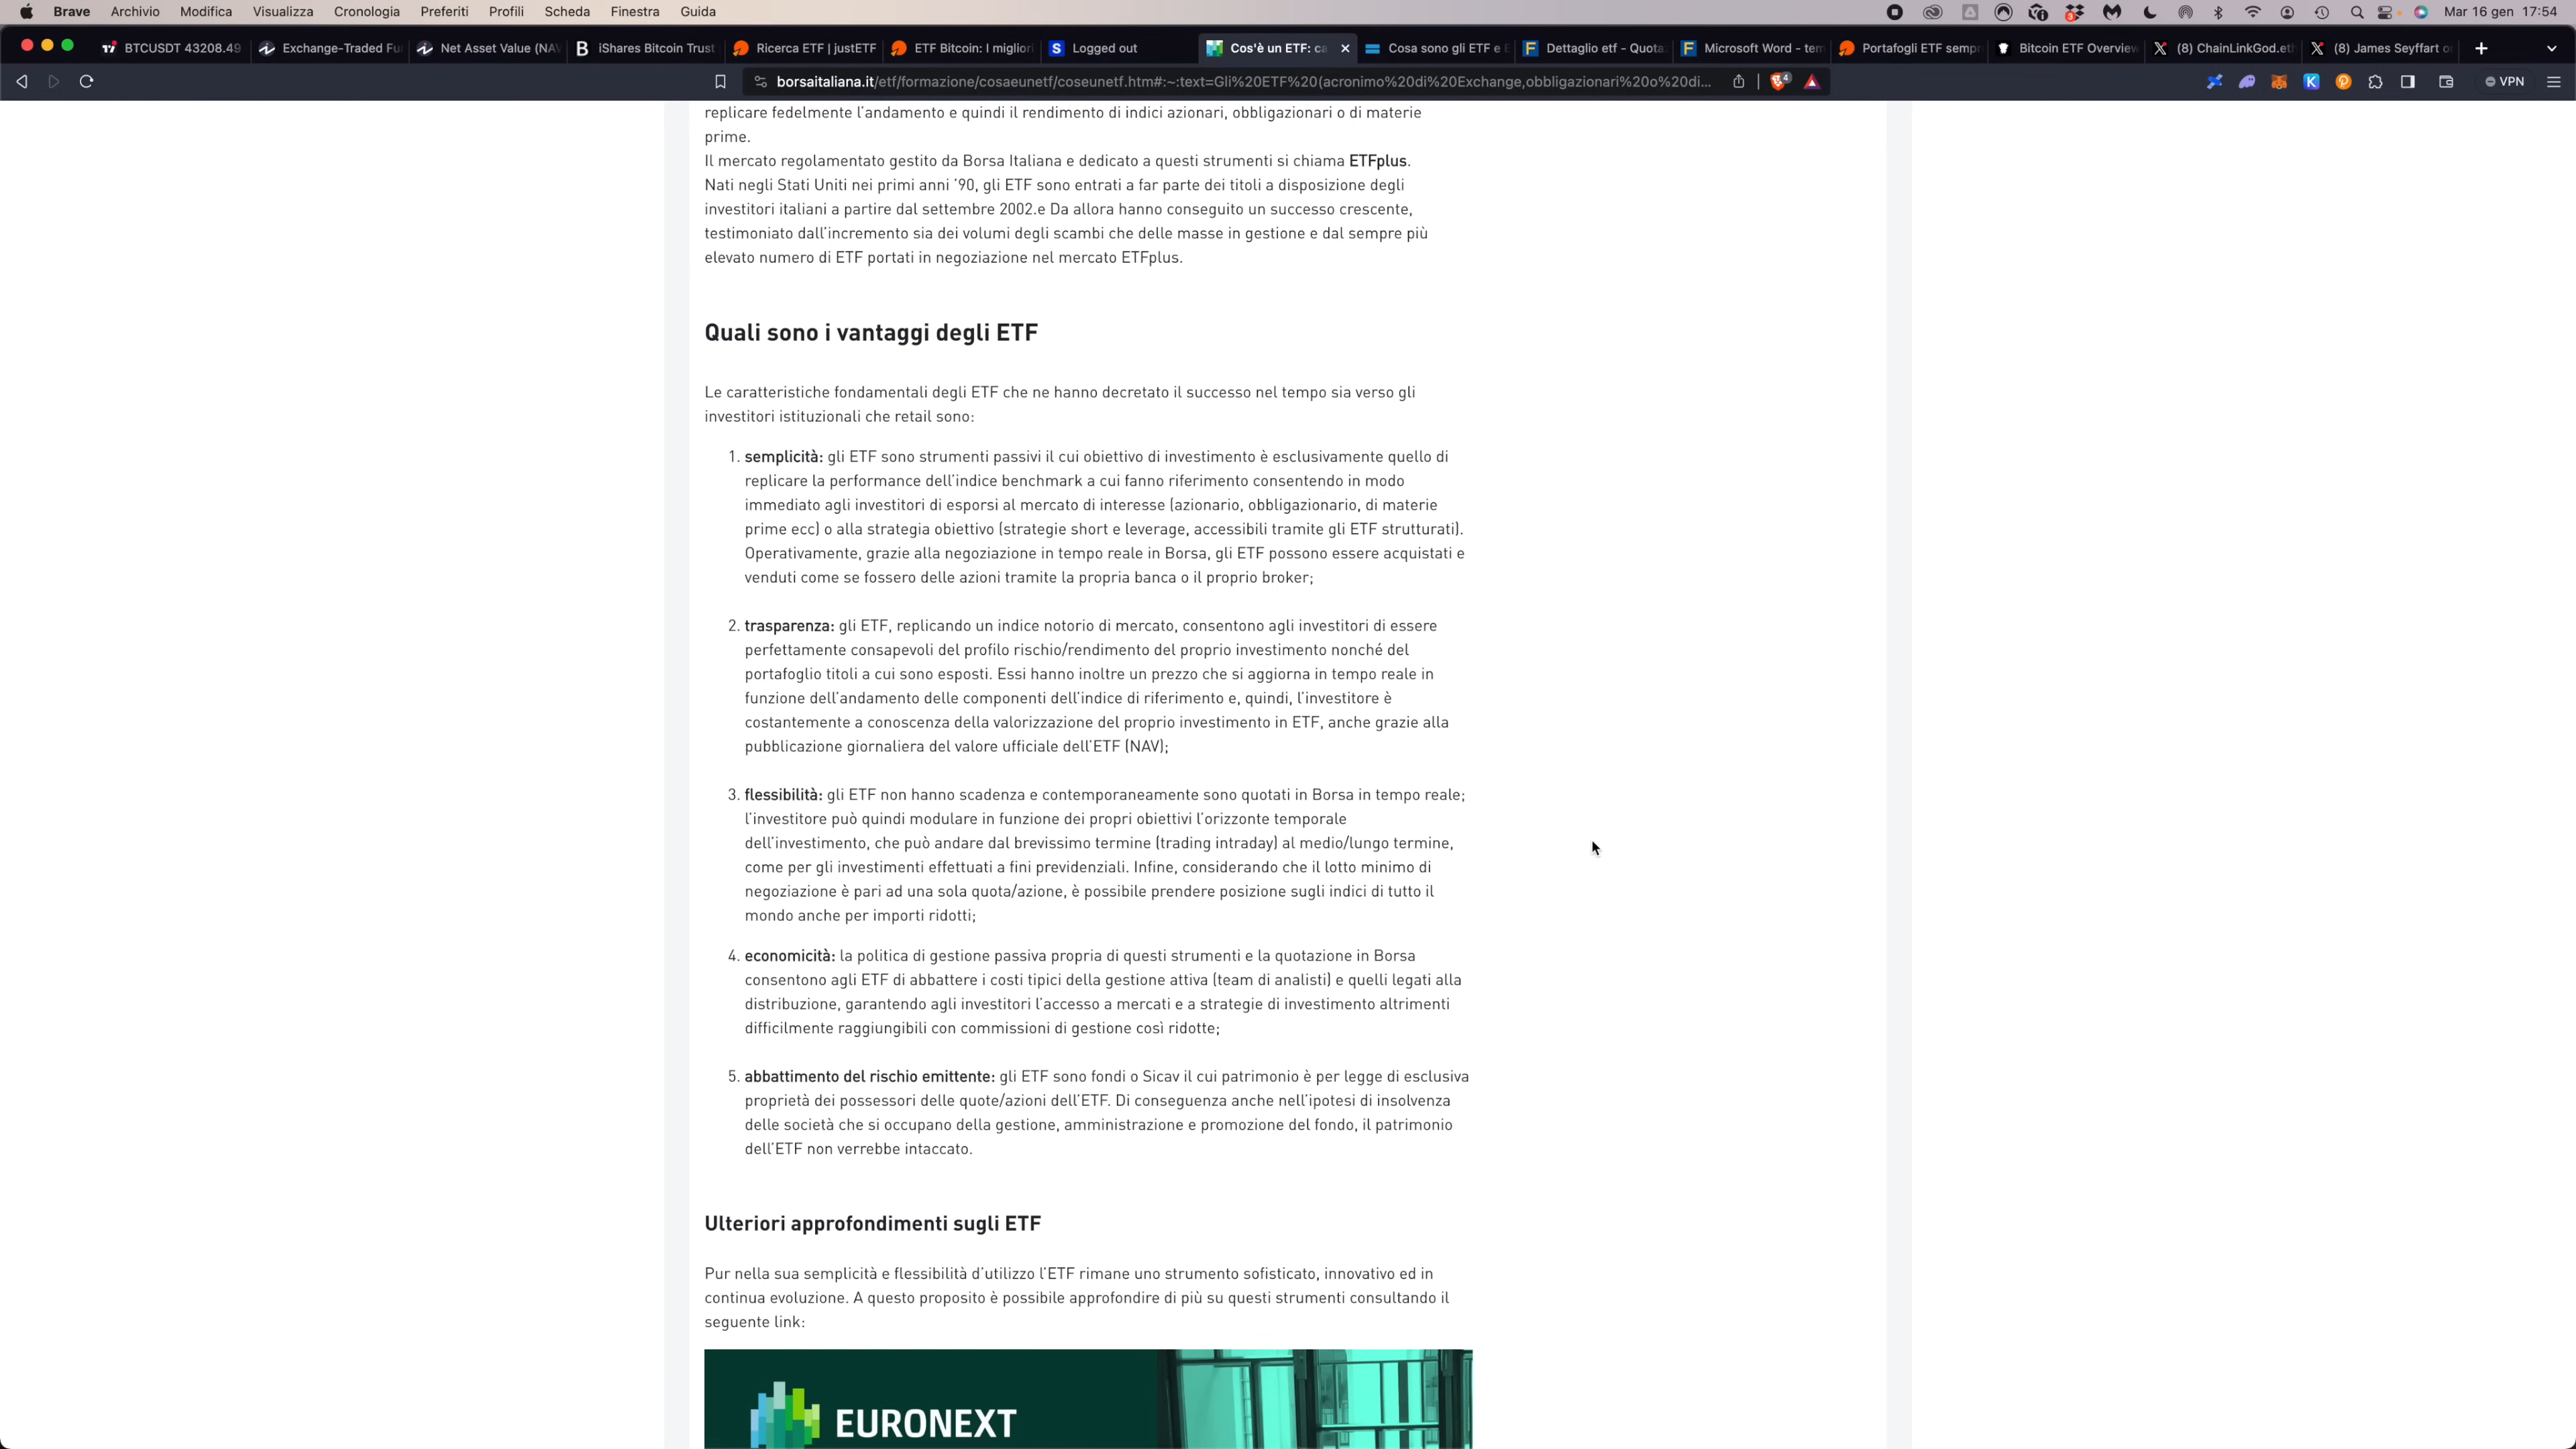 Brave Archivio Modifica Visualizza Cronologia Preferiti Profili Scheda Finestra Guida Mar 16 gen 17:54
BTCUSDT 43208.49 Exchange-Traded Fu Net Asset Value (NAV iShares Bitcoin Trust Ricerca ETF | justETF ETF Bitcoin: I migliori Logged out Cos'è un ETF: ca Cosa sono gli ETF e Dettaglio etf - Quota Microsoft Word - tem Portafogli ETF semp Bitcoin ETF Overview (8) ChainLinkGod.eth (8) James Seyffart o
borsaitaliana.it/etf/formazione/cosaeunetf/coseunetf.htm#:~:text=Gli%20ETF%20(acronimo%20di%20Exchange,obbligazionari%20o%20di... 4 VPN
replicare fedelmente l'andamento e quindi il rendimento di indici azionari, obbligazionari o di materie
prime.
Il mercato regolamentato gestito da Borsa Italiana e dedicato a questi strumenti si chiama ETFplus.
Nati negli Stati Uniti nei primi anni '90, gli ETF sono entrati a far parte dei titoli a disposizione degli
investitori italiani a partire dal settembre 2002.e Da allora hanno conseguito un successo crescente,
testimoniato dall'incremento sia dei volumi degli scambi che delle masse in gestione e dal sempre più
elevato numero di ETF portati in negoziazione nel mercato ETFplus.
Quali sono i vantaggi degli ETF
Le caratteristiche fondamentali degli ETF che ne hanno decretato il successo nel tempo sia verso gli
investitori istituzionali che retail sono:
1. semplicità: gli ETF sono strumenti passivi il cui obiettivo di investimento è esclusivamente quello di
replicare la performance dell'indice benchmark a cui fanno riferimento consentendo in modo
immediato agli investitori di esporsi al mercato di interesse (azionario, obbligazionario, di materie
prime ecc) o alla strategia obiettivo (strategie short e leverage, accessibili tramite gli ETF strutturati).
Operativamente, grazie alla negoziazione in tempo reale in Borsa, gli ETF possono essere acquistati e
venduti come se fossero delle azioni tramite la propria banca o il proprio broker;
2. trasparenza: gli ETF, replicando un indice notorio di mercato, consentono agli investitori di essere
perfettamente consapevoli del profilo rischio/rendimento del proprio investimento nonché del
portafoglio titoli a cui sono esposti. Essi hanno inoltre un prezzo che si aggiorna in tempo reale in
funzione dell'andamento delle componenti dell'indice di riferimento e, quindi, l'investitore è
costantemente a conoscenza della valorizzazione del proprio investimento in ETF, anche grazie alla
pubblicazione giornaliera del valore ufficiale dell'ETF (NAV);
3. flessibilità: gli ETF non hanno scadenza e contemporaneamente sono quotati in Borsa in tempo reale;
l'investitore può quindi modulare in funzione dei propri obiettivi l'orizzonte temporale
dell'investimento, che può andare dal brevissimo termine (trading intraday) al medio/lungo termine,
come per gli investimenti effettuati a fini previdenziali. Infine, considerando che il lotto minimo di
negoziazione è pari ad una sola quota/azione, è possibile prendere posizione sugli indici di tutto il
mondo anche per importi ridotti;
4. economicità: la politica di gestione passiva propria di questi strumenti e la quotazione in Borsa
consentono agli ETF di abbattere i costi tipici della gestione attiva (team di analisti) e quelli legati alla
distribuzione, garantendo agli investitori l'accesso a mercati e a strategie di investimento altrimenti
difficilmente raggiungibili con commissioni di gestione così ridotte;
5. abbattimento del rischio emittente: gli ETF sono fondi o Sicav il cui patrimonio è per legge di esclusiva
proprietà dei possessori delle quote/azioni dell'ETF. Di conseguenza anche nell'ipotesi di insolvenza
delle società che si occupano della gestione, amministrazione e promozione del fondo, il patrimonio
dell'ETF non verrebbe intaccato.
Ulteriori approfondimenti sugli ETF
Pur nella sua semplicità e flessibilità d'utilizzo l'ETF rimane uno strumento sofisticato, innovativo ed in
continua evoluzione. A questo proposito è possibile approfondire di più su questi strumenti consultando il
seguente link:
EURONEXT